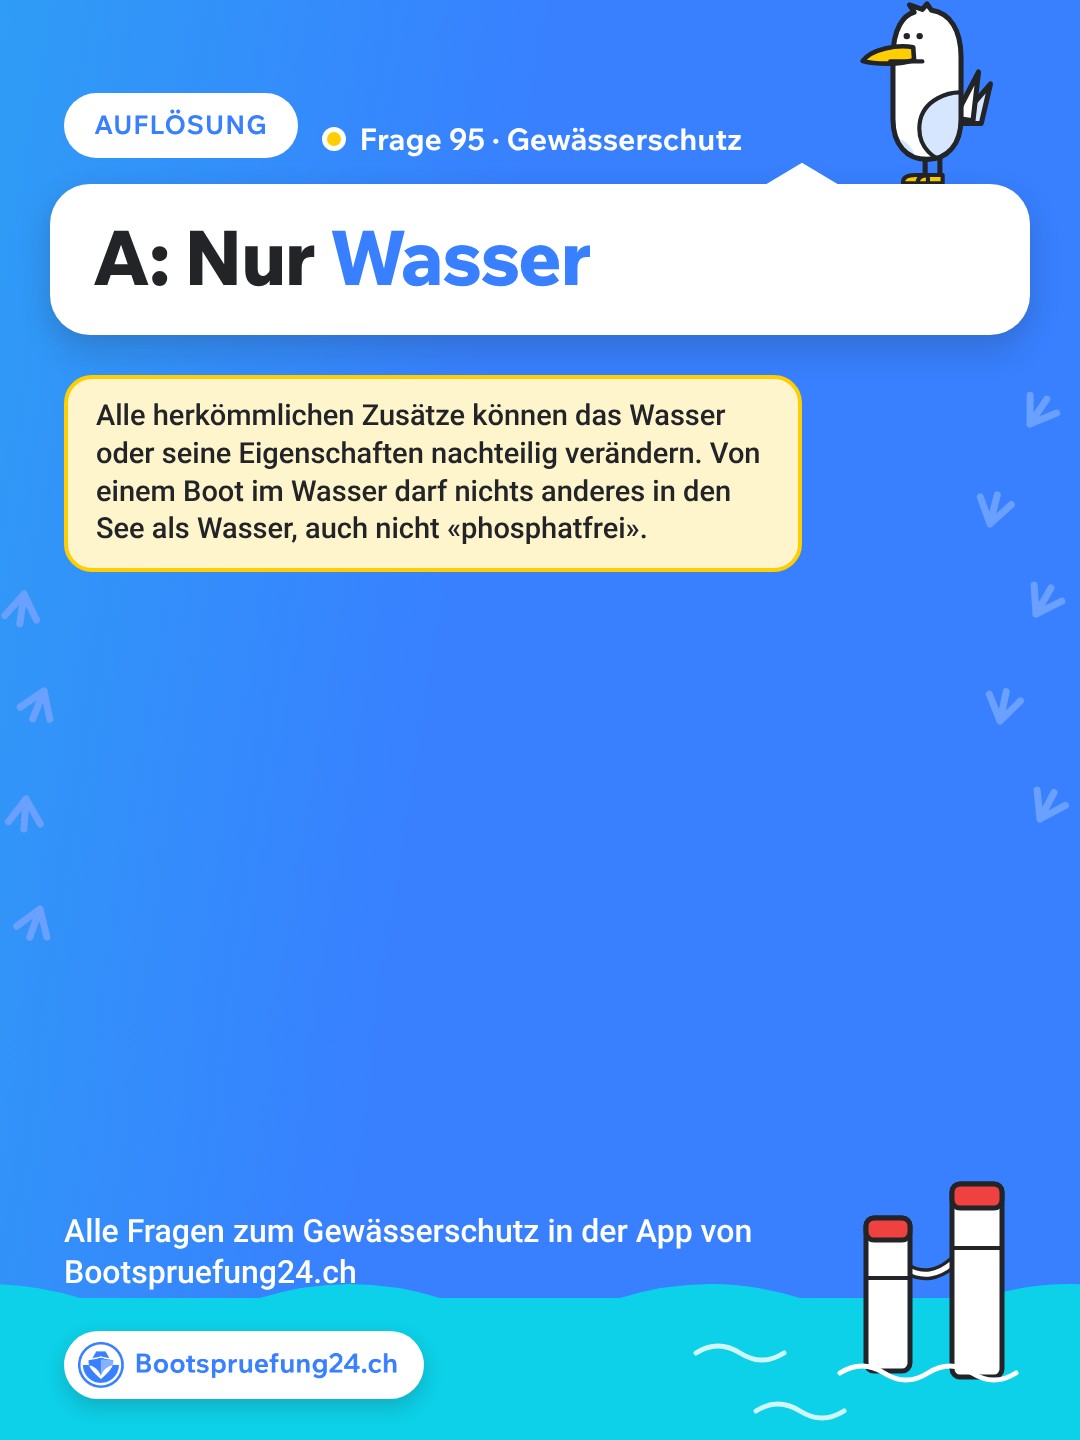 AUFLÖSUNG
Frage 95 · Gewässerschutz
A: Nur Wasser
Alle herkömmlichen Zusätze können das Wasser
oder seine Eigenschaften nachteilig verändern. Von
einem Boot im Wasser darf nichts anderes in den
See als Wasser, auch nicht «phosphatfrei».
Alle Fragen zum Gewässerschutz in der App von
Bootspruefung24.ch
Bootspruefung24.ch